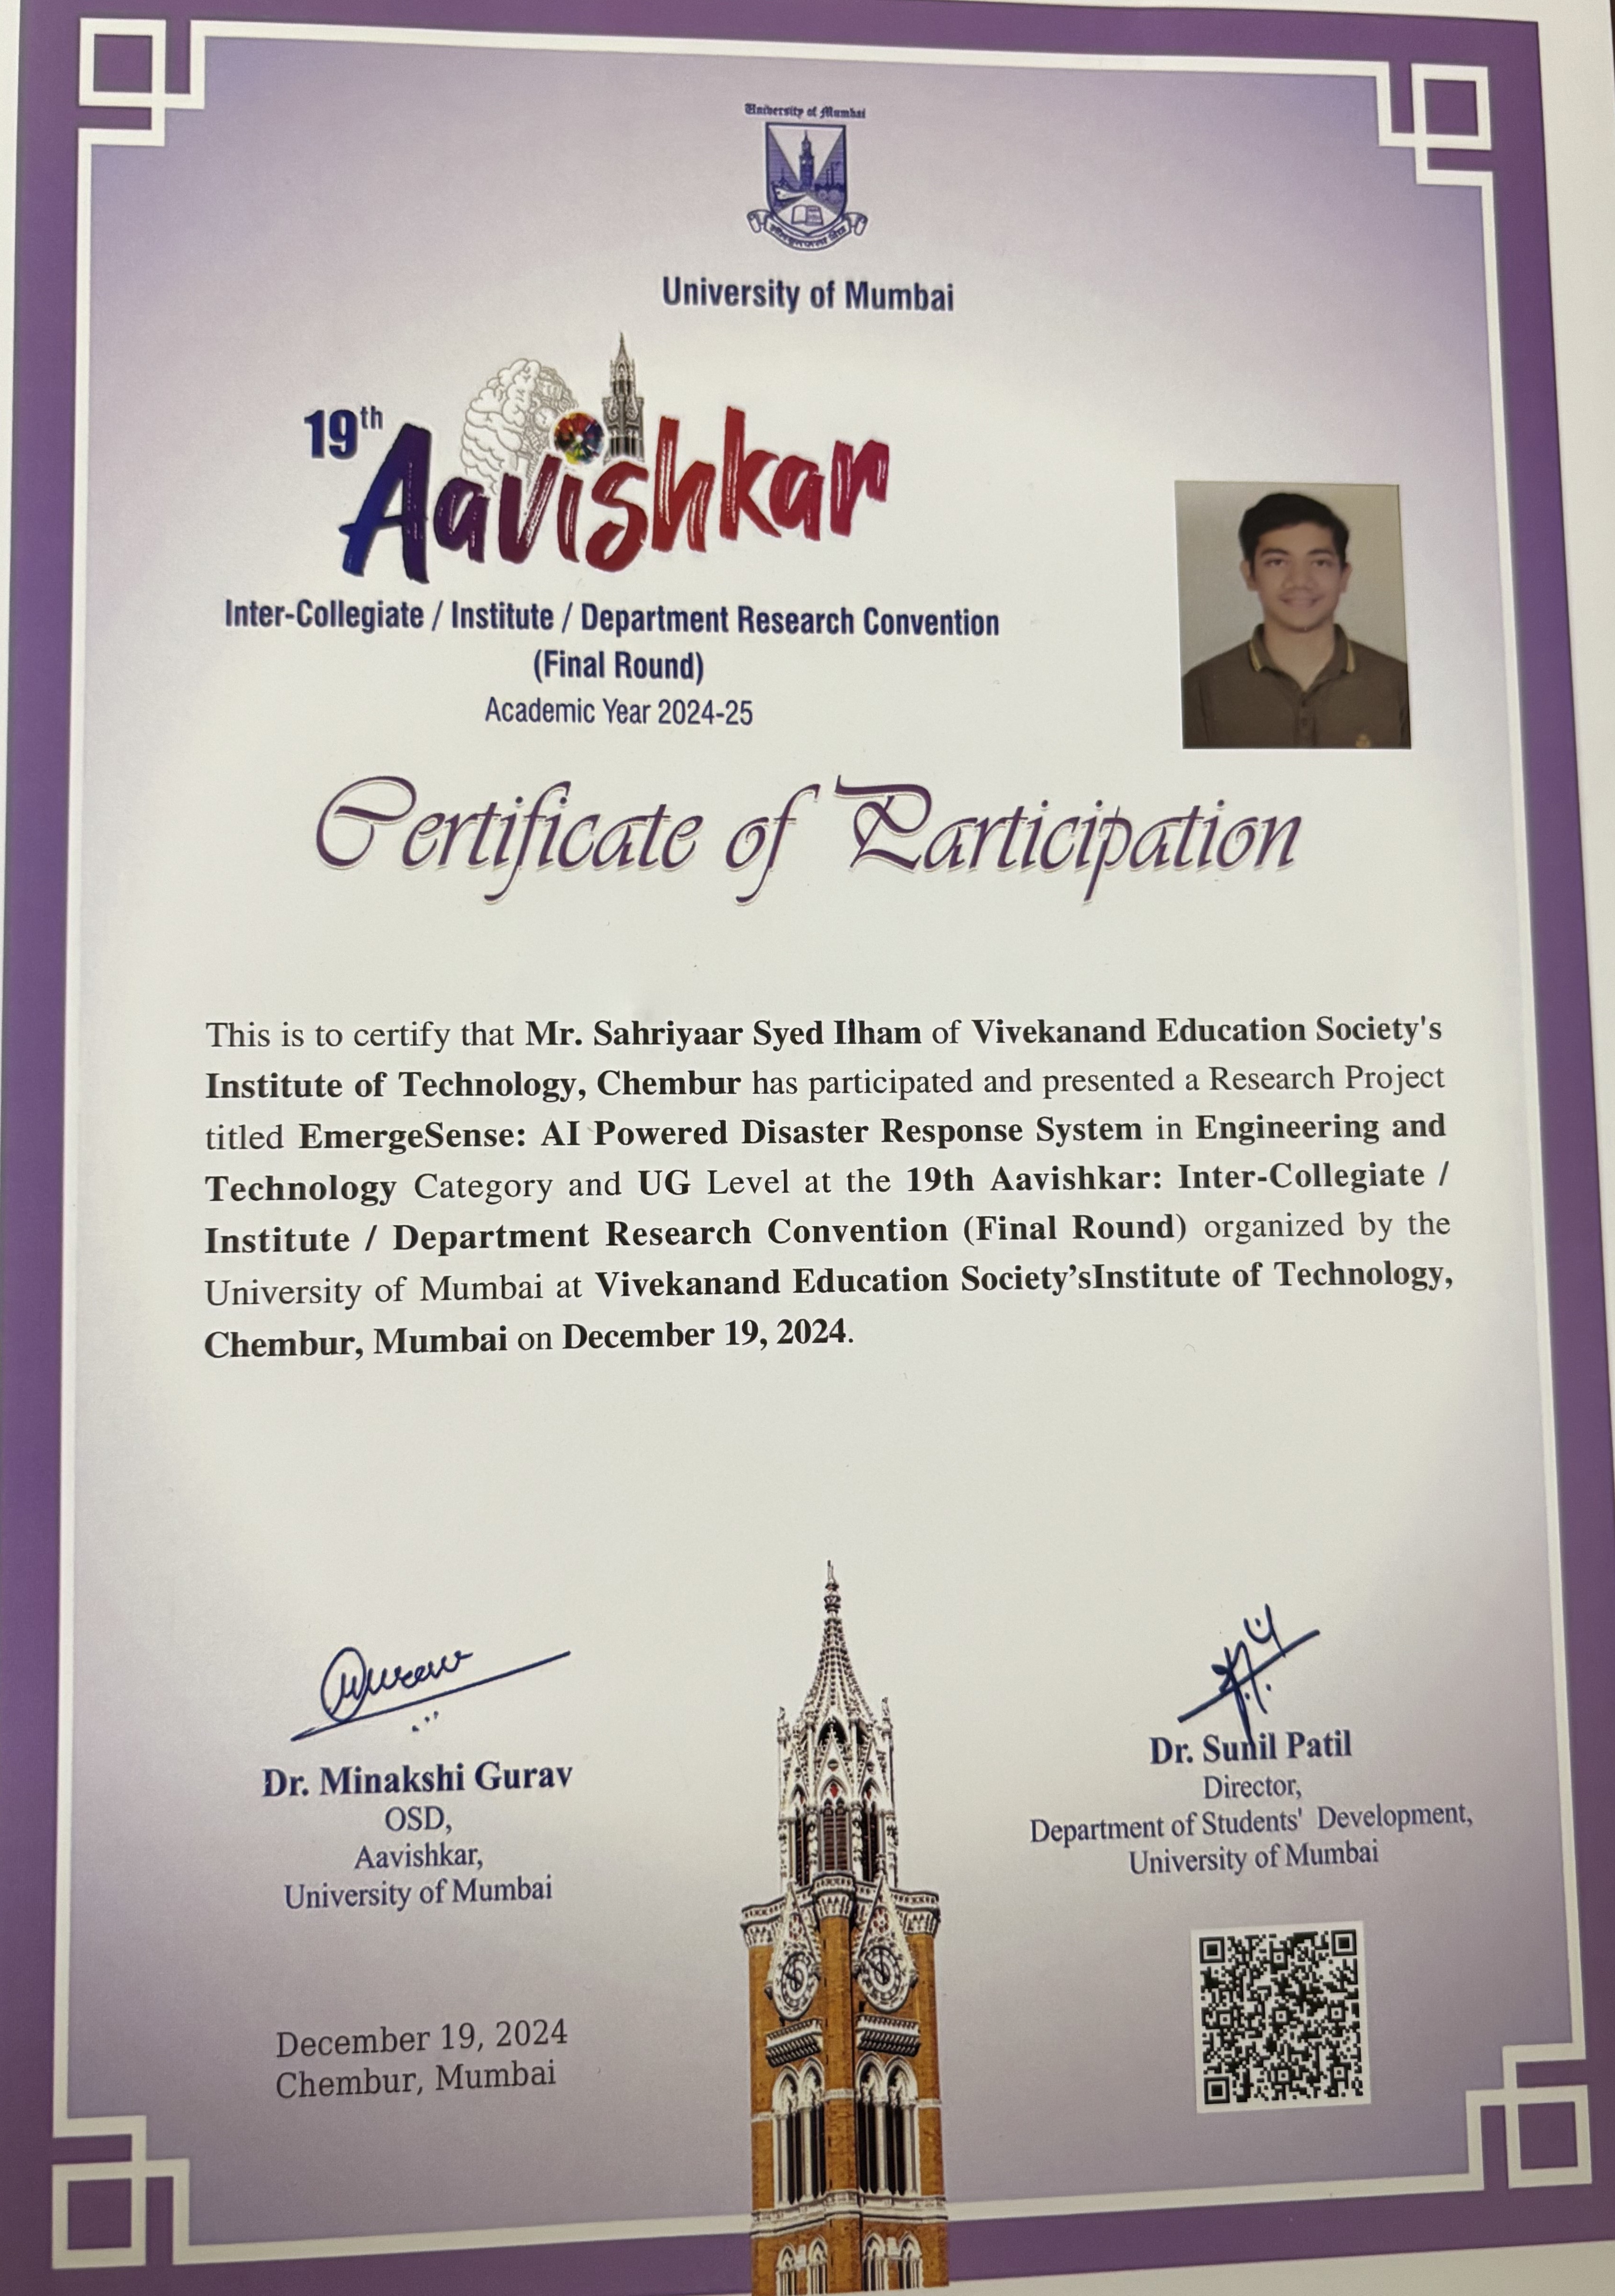 University of Mumbai
University of Mumbai
19th Aavishkar
Inter-Collegiate / Institute / Department Research Convention
(Final Round)
Academic Year 2024-25
Certificate of Participation
This is to certify that Mr. Sahriyaar Syed Ilham of Vivekanand Education Society's
Institute of Technology, Chembur has participated and presented a Research Project
titled EmergeSense: AI Powered Disaster Response System in Engineering and
Technology Category and UG Level at the 19th Aavishkar: Inter-Collegiate /
Institute / Department Research Convention (Final Round) organized by the
University of Mumbai at Vivekanand Education Society’sInstitute of Technology,
Chembur, Mumbai on December 19, 2024.
Dr. Minakshi Gurav
OSD,
Aavishkar,
University of Mumbai
Dr. Sunil Patil
Director,
Department of Students' Development,
University of Mumbai
December 19, 2024
Chembur, Mumbai